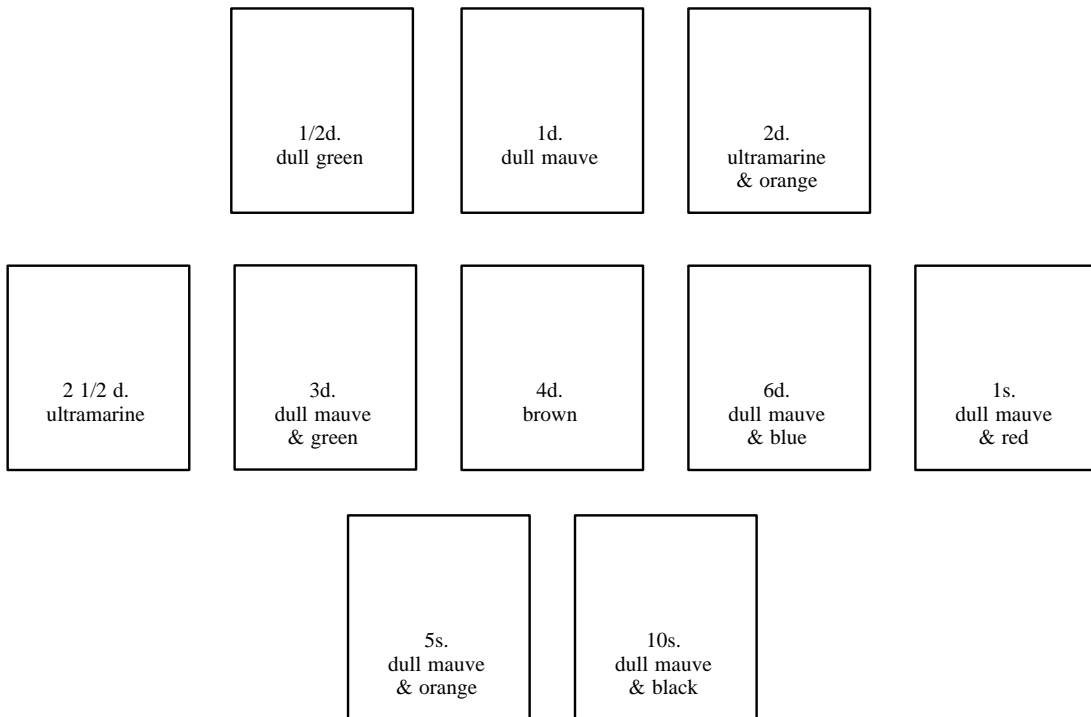 1/2d.
dull green
1d.
dull mauve
2d.
ultramarine
& orange
2 1/2 d.
ultramarine
3d.
dull mauve
& green
4d.
brown
6d.
dull mauve
& blue
1s.
dull mauve
& red
5s.
dull mauve
& orange
10s.
dull mauve
& black